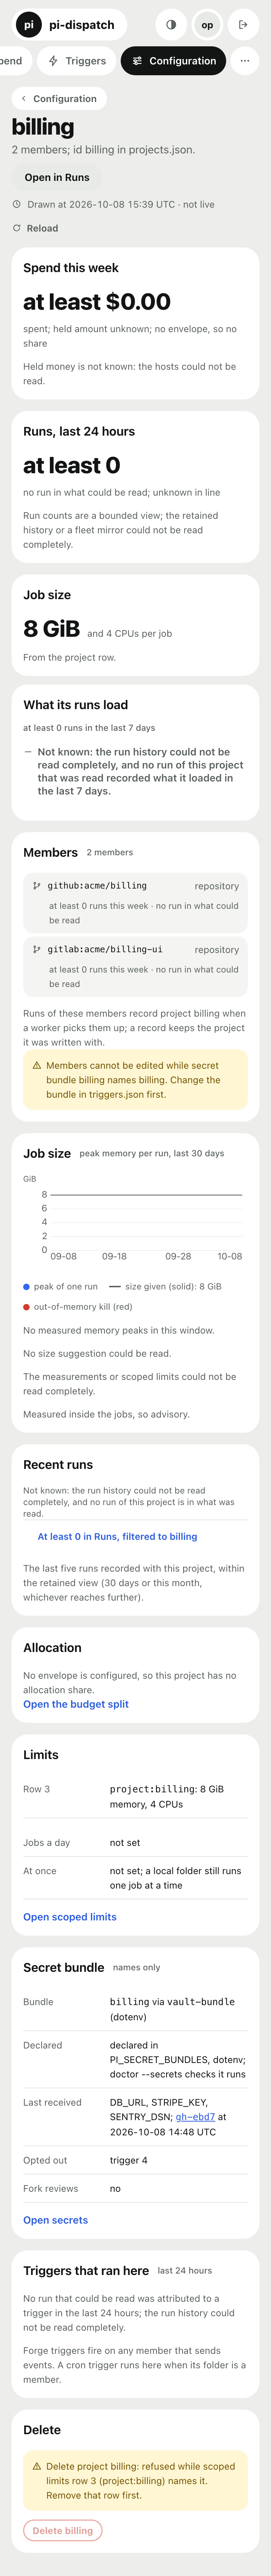 pi
pi-dispatch
op
pend
Triggers
Configuration
Configuration
billing
2 members; id billing in projects.json.
Open in Runs
Drawn at 2026-10-08 15:39 UTC · not live
Reload
Spend this week
at least $0.00
spent; held amount unknown; no envelope, so no
share
Held money is not known: the hosts could not be
read.
Runs, last 24 hours
at least 0
no run in what could be read; unknown in line
Run counts are a bounded view; the retained
history or a fleet mirror could not be read
completely.
Job size
8 GiB and 4 CPUs per job
From the project row.
What its runs load
at least 0 runs in the last 7 days
— Not known: the run history could not be
read completely, and no run of this project
that was read recorded what it loaded in
the last 7 days.
Members 2 members
github:acme/billing repository
at least 0 runs this week · no run in what could
be read
gitlab:acme/billing-ui repository
at least 0 runs this week · no run in what could
be read
Runs of these members record project billing when
a worker picks them up; a record keeps the project
it was written with.
Members cannot be edited while secret
bundle billing names billing. Change the
bundle in triggers.json first.
Job size peak memory per run, last 30 days
GiB
8
6
4
2
0
09-08 09-18 09-28 10-08
peak of one run size given (solid): 8 GiB
out-of-memory kill (red)
No measured memory peaks in this window.
No size suggestion could be read.
The measurements or scoped limits could not be
read completely.
Measured inside the jobs, so advisory.
Recent runs
Not known: the run history could not be read
completely, and no run of this project is in what was
read.
At least 0 in Runs, filtered to billing
The last five runs recorded with this project, within
the retained view (30 days or this month,
whichever reaches further).
Allocation
No envelope is configured, so this project has no
allocation share.
Open the budget split
Limits
Row 3 project:billing: 8 GiB
memory, 4 CPUs
Jobs a day not set
At once not set; a local folder still runs
one job at a time
Open scoped limits
Secret bundle names only
Bundle billing via vault-bundle
(dotenv)
Declared declared in
PI_SECRET_BUNDLES, dotenv;
doctor --secrets checks it runs
Last received DB_URL, STRIPE_KEY,
SENTRY_DSN; gh-ebd7 at
2026-10-08 14:48 UTC
Opted out trigger 4
Fork reviews no
Open secrets
Triggers that ran here last 24 hours
No run that could be read was attributed to a
trigger in the last 24 hours; the run history could
not be read completely.
Forge triggers fire on any member that sends
events. A cron trigger runs here when its folder is a
member.
Delete
Delete project billing: refused while scoped
limits row 3 (project:billing) names it.
Remove that row first.
Delete billing